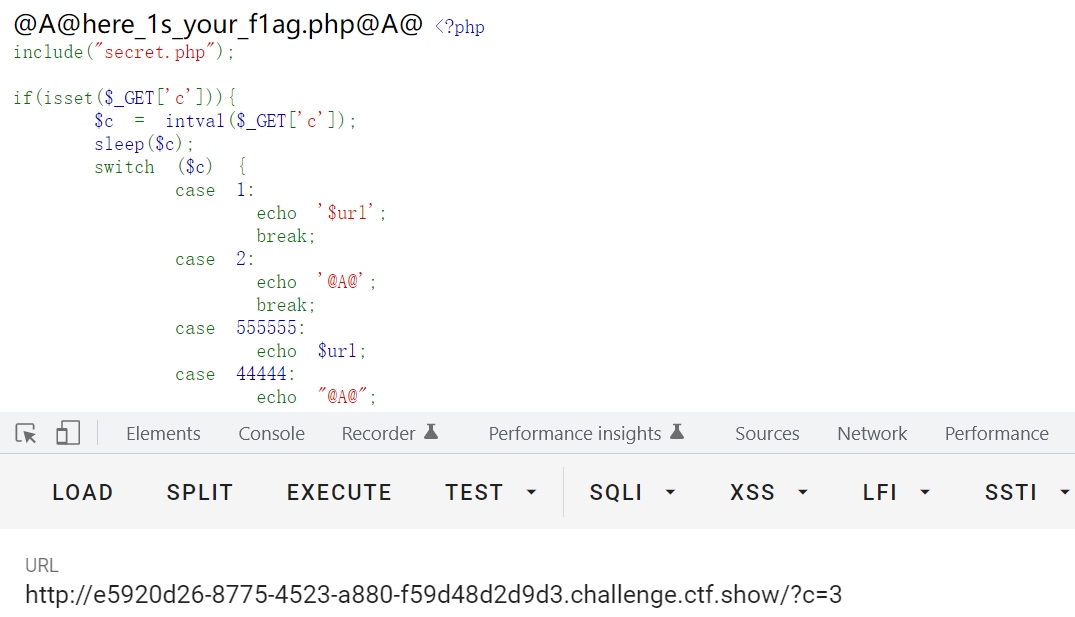 @A@here_1s_your_f1ag.php@A@ <?php
include("secret.php");
if(isset($_GET['c'])){
$c = intval($_GET['c']);
sleep($c);
switch ($c) {
case 1:
echo '$url';
break;
case 2:
echo '@A@';
break;
case 555555:
echo $url;
case 44444:
echo "@A@";
Elements Console Recorder Performance insights Sources Network Performance
LOAD SPLIT EXECUTE TEST SQLI XSS LFI SSTI
URL
http://e5920d26-8775-4523-a880-f59d48d2d9d3.challenge.ctf.show/?c=3